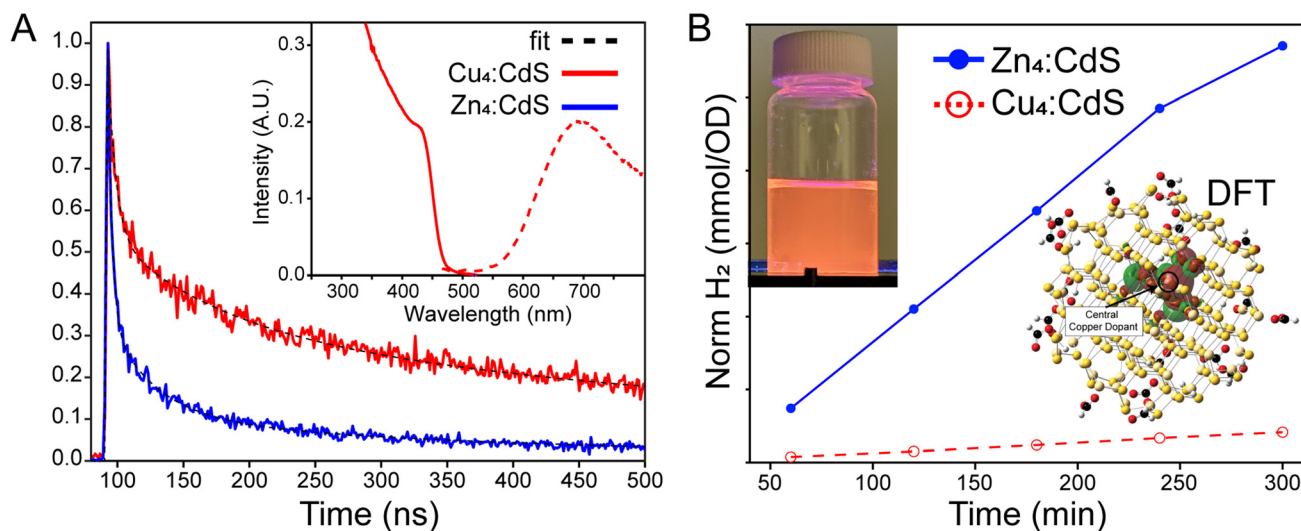 A
1.0
0.9
0.8
0.7
0.6
0.5
0.4
0.3
0.2
0.1
0.0
100 150 200 250 300 350 400 450 500
Time (ns)
fit
Cu₄:CdS
Zn₄:CdS
Intensity (A.U.)
0.3
0.2
0.1
0.0
300 400 500 600 700
Wavelength (nm)
B
Norm H₂ (mmol/OD)
Zn₄:CdS
Cu₄:CdS
DFT
Central
Copper Dopant
50 100 150 200 250 300
Time (min)